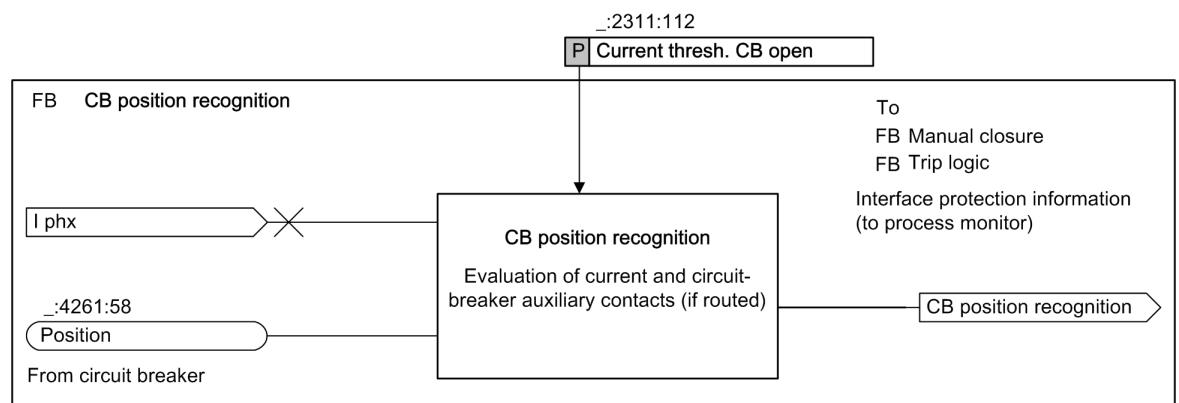 _:2311:112
P Current thresh. CB open
FB CB position recognition
To
FB Manual closure
FB Trip logic
Interface protection information
(to process monitor)
I phx
CB position recognition
Evaluation of current and circuit-
breaker auxiliary contacts (if routed)
_:4261:58
Position
From circuit breaker
CB position recognition